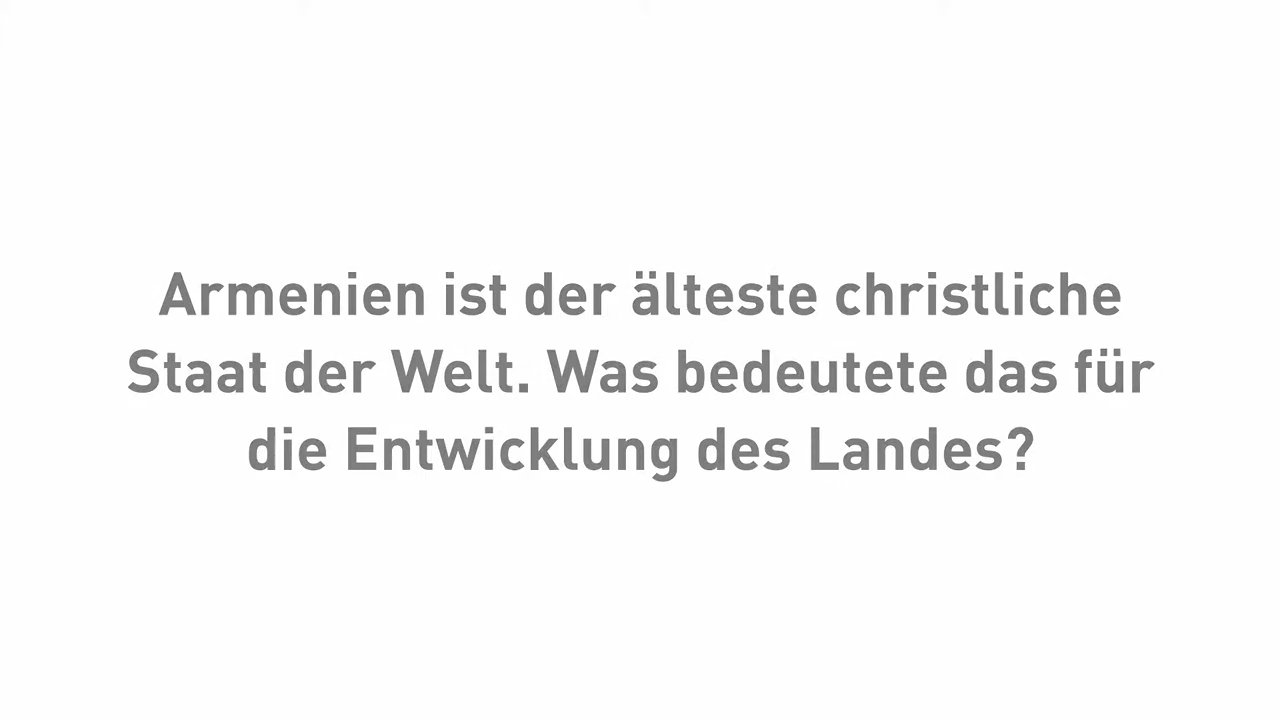 Armenien ist der älteste christliche
Staat der Welt. Was bedeutete das für
die Entwicklung des Landes?